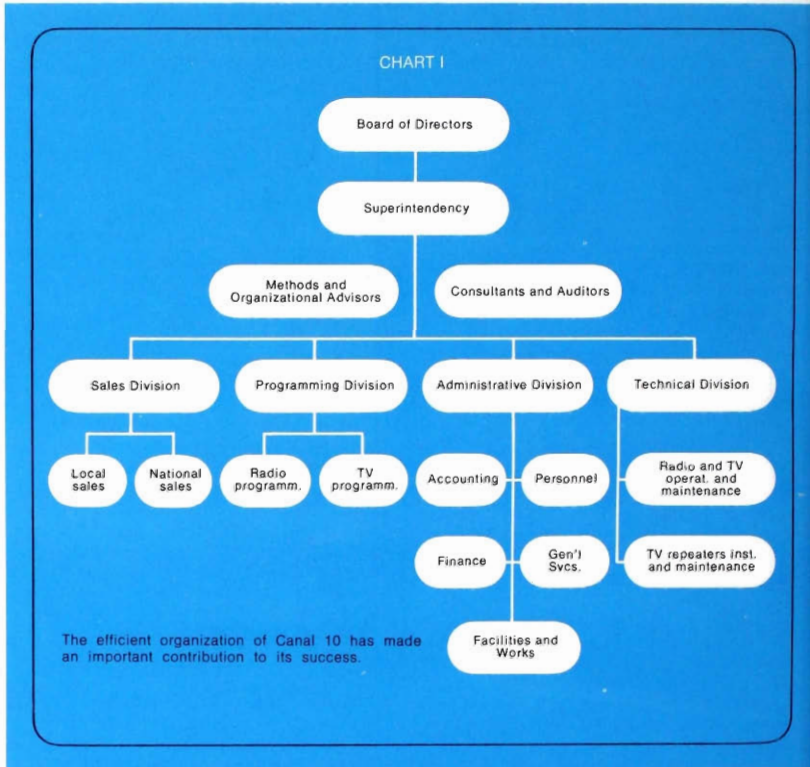 CHART I
Board of Directors
Superintendency
Methods and
Organizational Advisors
Consultants and Auditors
Sales Division
Programming Division
Administrative Division
Technical Division
Local
sales
National
sales
Radio
programm.
TV
programm.
Accounting
Personnel
Radio and TV
operat. and
maintenance
Finance
Gen'l
Svcs.
TV repeaters inst.
and maintenance
Facilities and
Works
The efficient organization of Canal 10 has made
an important contribution to its success.